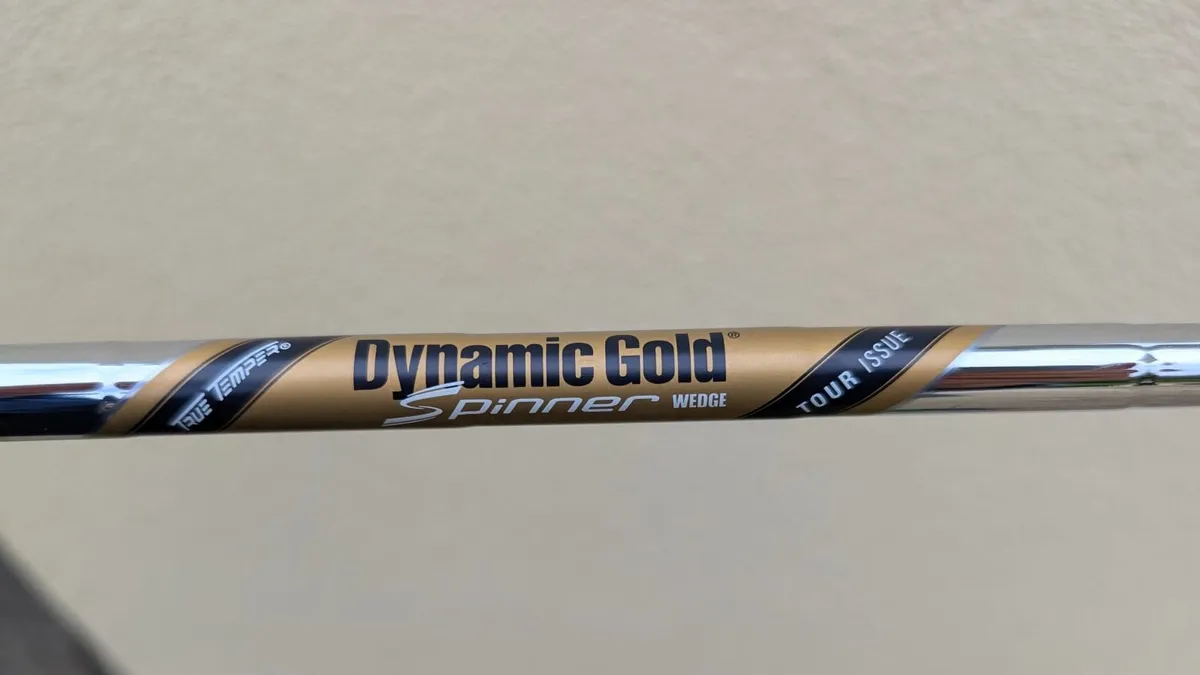 TRUE TEMPER®
Dynamic Gold®
Spinner WEDGE
TOUR ISSUE